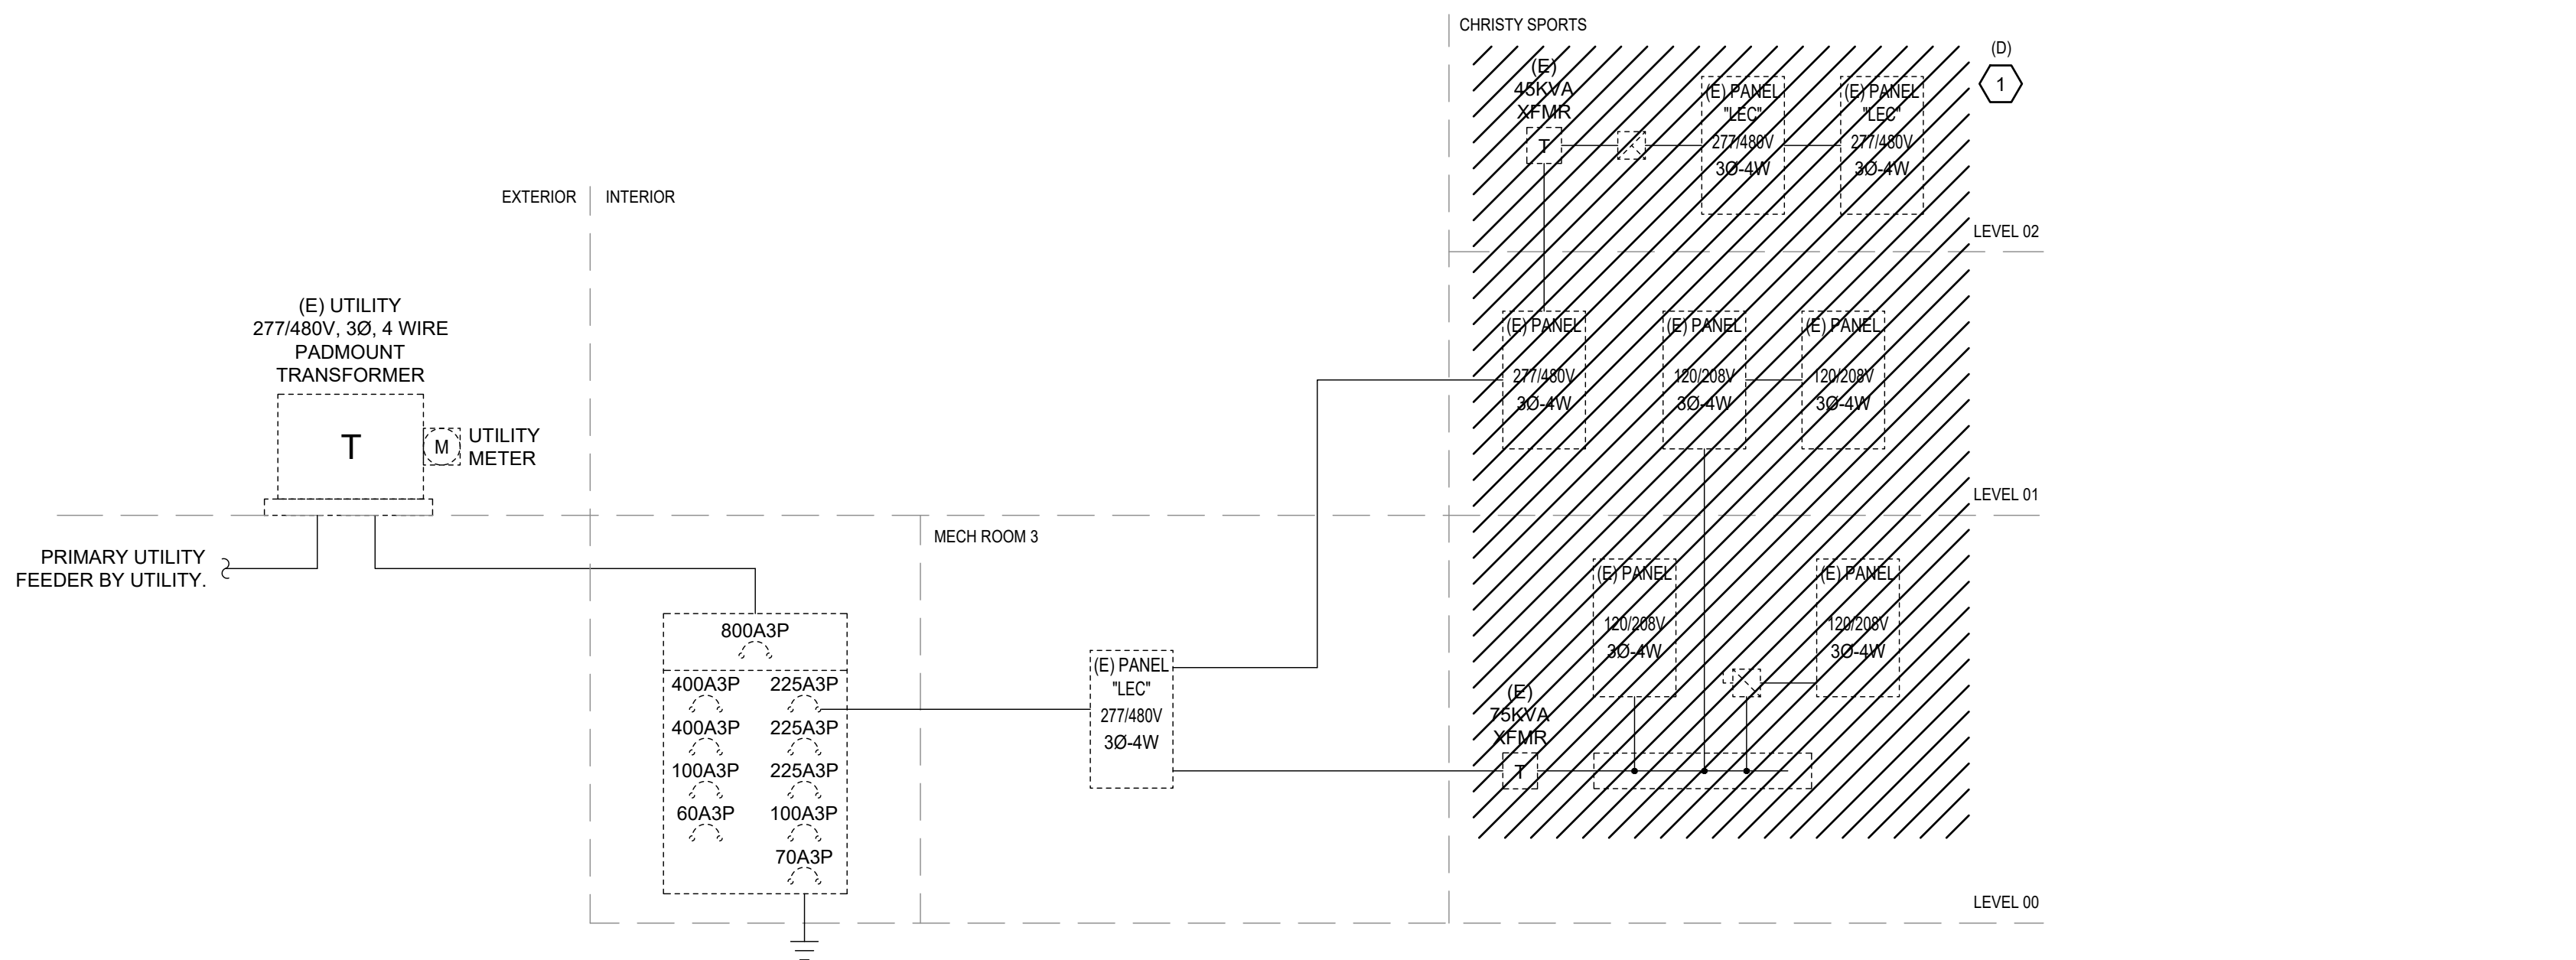 CHRISTY SPORTS
(D)
1
(E)
45KVA
XFMR
T
(E) PANEL
"LEC"
277/480V
3Ø-4W
(E) PANEL
"LEC"
277/480V
3Ø-4W
EXTERIOR
INTERIOR
LEVEL 02
(E) UTILITY
277/480V, 3Ø, 4 WIRE
PADMOUNT
TRANSFORMER
T
M
UTILITY
METER
(E) PANEL
277/480V
3Ø-4W
(E) PANEL
120/208V
3Ø-4W
(E) PANEL
120/208V
3Ø-4W
LEVEL 01
PRIMARY UTILITY
FEEDER BY UTILITY.
MECH ROOM 3
800A3P
400A3P 225A3P
400A3P 225A3P
100A3P 225A3P
60A3P 100A3P
70A3P
(E) PANEL
"LEC"
277/480V
3Ø-4W
(E) PANEL
120/208V
3Ø-4W
(E) PANEL
120/208V
3Ø-4W
(E)
75KVA
XFMR
T
LEVEL 00